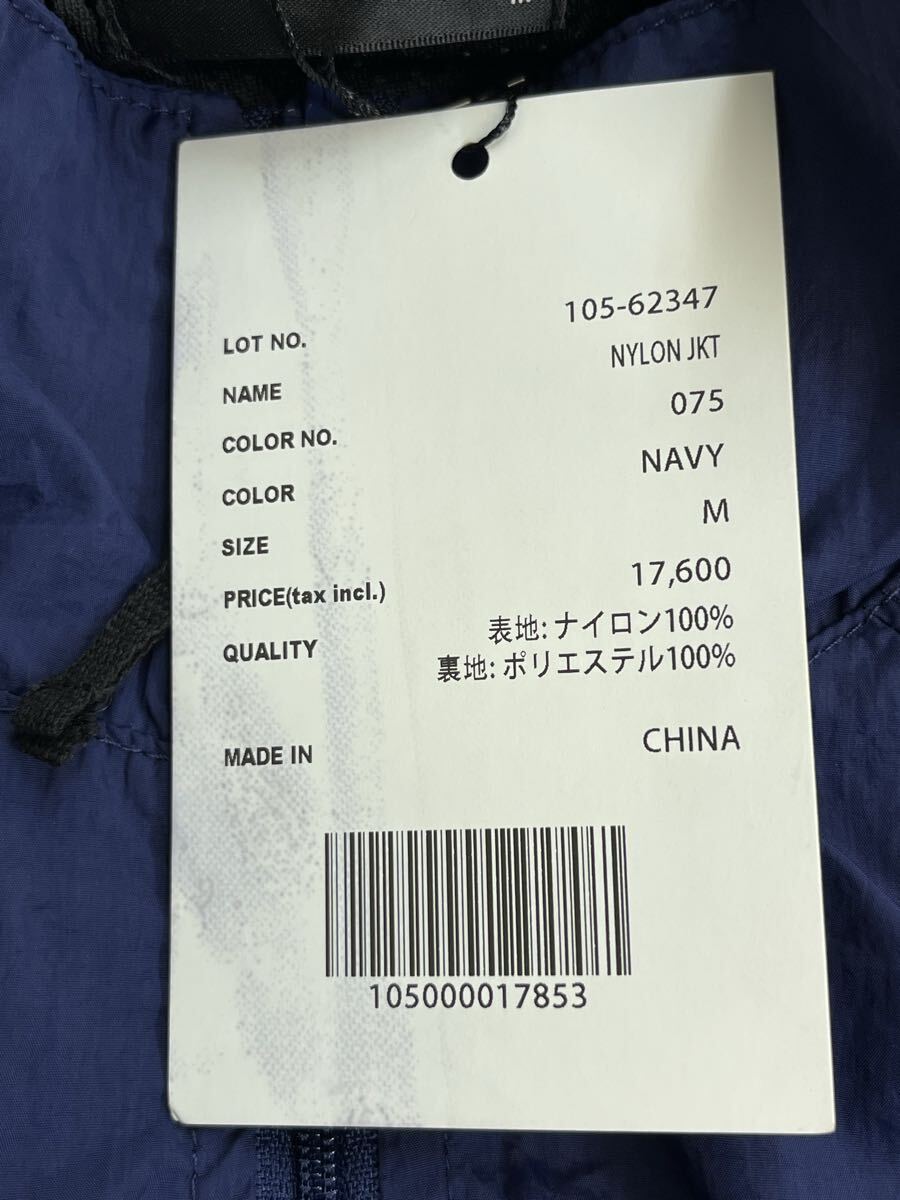 LOT NO. 105-62347
NAME NYLON JKT
COLOR NO. 075
COLOR NAVY
SIZE M
PRICE(tax incl.) 17,600
QUALITY 表地: ナイロン100%
裏地: ポリエステル100%
MADE IN CHINA
105000017853